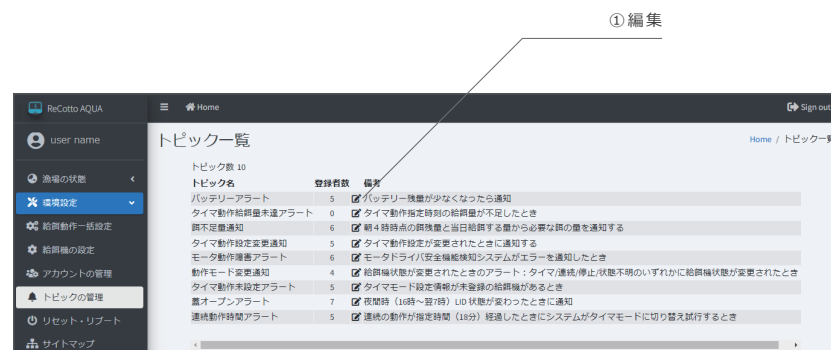 ①編集
ReCotto AQUA
Home
Sign out
user name
トピック一覧
Home / トピック一覧
漁場の状態
環境設定
給餌動作一括設定
給餌機の設定
アカウントの管理
トピックの管理
リセット・リブート
サイトマップ
トピック数 10
トピック名 登録者数 備考
バッテリーアラート 5 バッテリー残量が少なくなったら通知
タイマ動作給餌量未達アラート 0 タイマ動作指定時刻の給餌量が不足したとき
餌不足量通知 6 朝4時時点の餌残量と当日給餌する量から必要な餌の量を通知する
タイマ動作設定変更通知 5 タイマ動作設定が変更されたときに通知する
モータ動作障害アラート 6 モータドライバ安全機能検知システムがエラーを通知したとき
動作モード変更通知 4 給餌機状態が変更されたときのアラート：タイマ/連続/停止/状態不明のいずれかに給餌機状態が変更されたとき
タイマ動作未設定アラート 5 タイマモード設定情報が未登録の給餌機があるとき
蓋オープンアラート 7 夜間時（16時～翌7時）LID 状態が変わったときに通知
連続動作時間アラート 5 連続の動作が指定時間（18分）経過したときにシステムがタイマモードに切り替え試行するとき